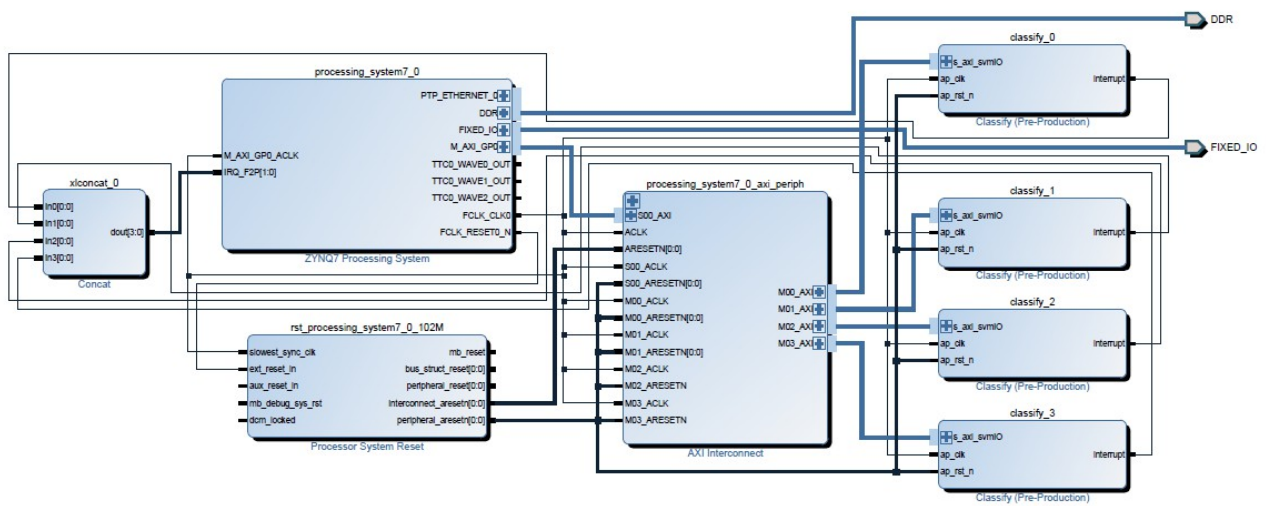 DDR
FIXED_IO
processing_system7_0
PTP_ETHERNET_0
DDR
FIXED_IO
M_AXI_GP0
TTC0_WAVE0_OUT
TTC0_WAVE1_OUT
TTC0_WAVE2_OUT
FCLK_CLK0
FCLK_RESET0_N
M_AXI_GP0_ACLK
IRQ_F2P[1:0]
ZYNQ7 Processing System
xlconcat_0
In0[0:0]
In1[0:0]
In2[0:0]
In3[0:0]
dout[3:0]
Concat
rst_processing_system7_0_102M
slowest_sync_clk
ext_reset_in
aux_reset_in
mb_debug_sys_rst
dcm_locked
mb_reset
bus_struct_reset[0:0]
peripheral_reset[0:0]
interconnect_aresetn[0:0]
peripheral_aresetn[0:0]
Processor System Reset
processing_system7_0_axi_periph
S00_AXI
ACLK
ARESETN[0:0]
S00_ACLK
S00_ARESETN[0:0]
M00_ACLK
M00_ARESETN[0:0]
M01_ACLK
M01_ARESETN[0:0]
M02_ACLK
M02_ARESETN
M03_ACLK
M03_ARESETN
M00_AXI
M01_AXI
M02_AXI
M03_AXI
AXI Interconnect
classify_0
s_axi_svmIO
ap_clk
ap_rst_n
interrupt
Classify (Pre-Production)
classify_1
s_axi_svmIO
ap_clk
ap_rst_n
interrupt
Classify (Pre-Production)
classify_2
s_axi_svmIO
ap_clk
ap_rst_n
interrupt
Classify (Pre-Production)
classify_3
s_axi_svmIO
ap_clk
ap_rst_n
interrupt
Classify (Pre-Production)